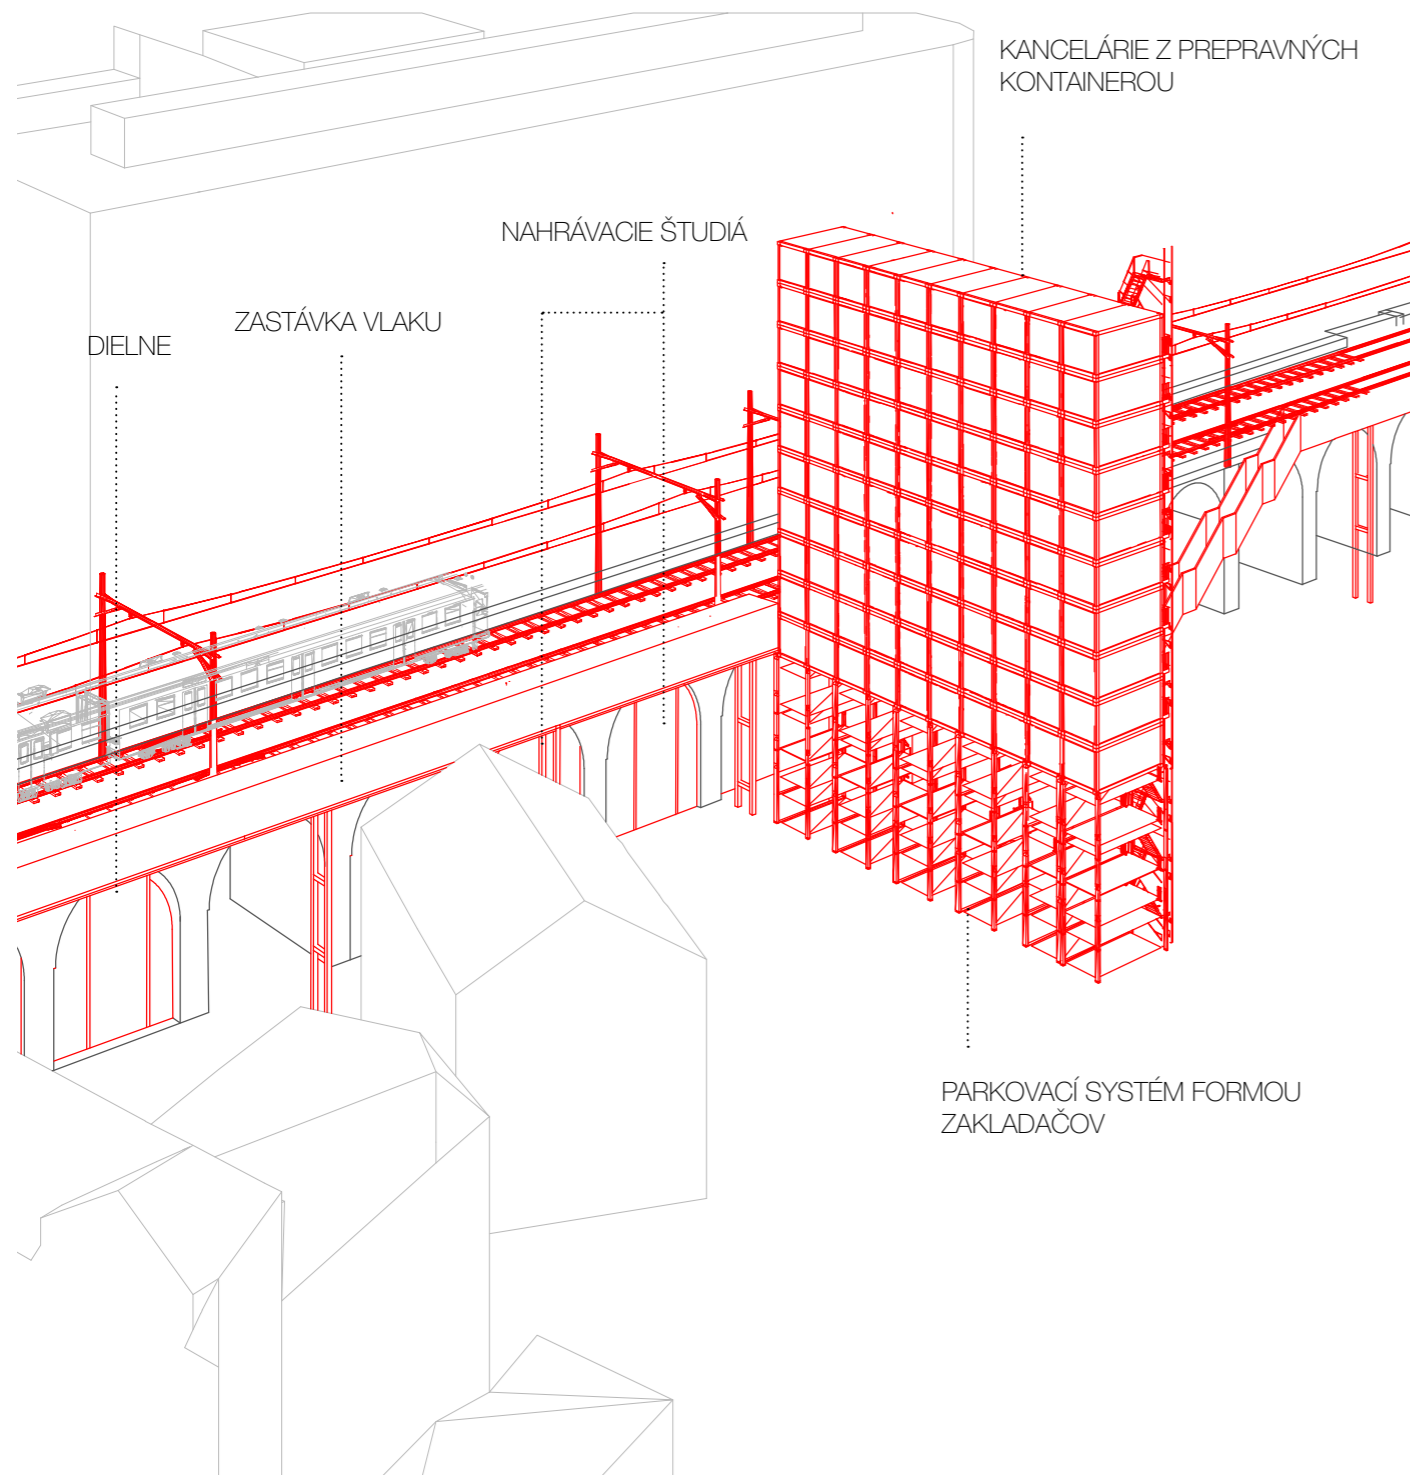 KANCELÁRIE Z PREPRAVNÝCH
KONTAINEROU
NAHRÁVACIE ŠTUDIÁ
ZASTÁVKA VLAKU
DIELNE
PARKOVACÍ SYSTÉM FORMOU
ZAKLADAČOV